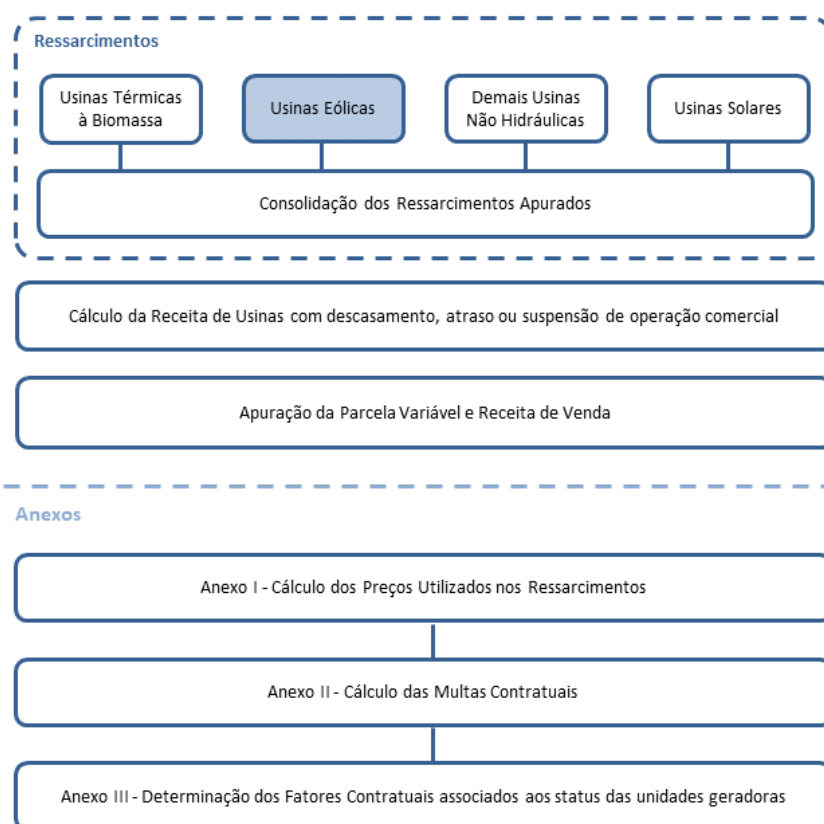 Ressarcimentos
Usinas Térmicas
à Biomassa
Usinas Eólicas
Demais Usinas
Não Hidráulicas
Usinas Solares
Consolidação dos Ressarcimentos Apurados
Cálculo da Receita de Usinas com descasamento, atraso ou suspensão de operação comercial
Apuração da Parcela Variável e Receita de Venda
Anexos
Anexo I - Cálculo dos Preços Utilizados nos Ressarcimentos
Anexo II - Cálculo das Multas Contratuais
Anexo III - Determinação dos Fatores Contratuais associados aos status das unidades geradoras